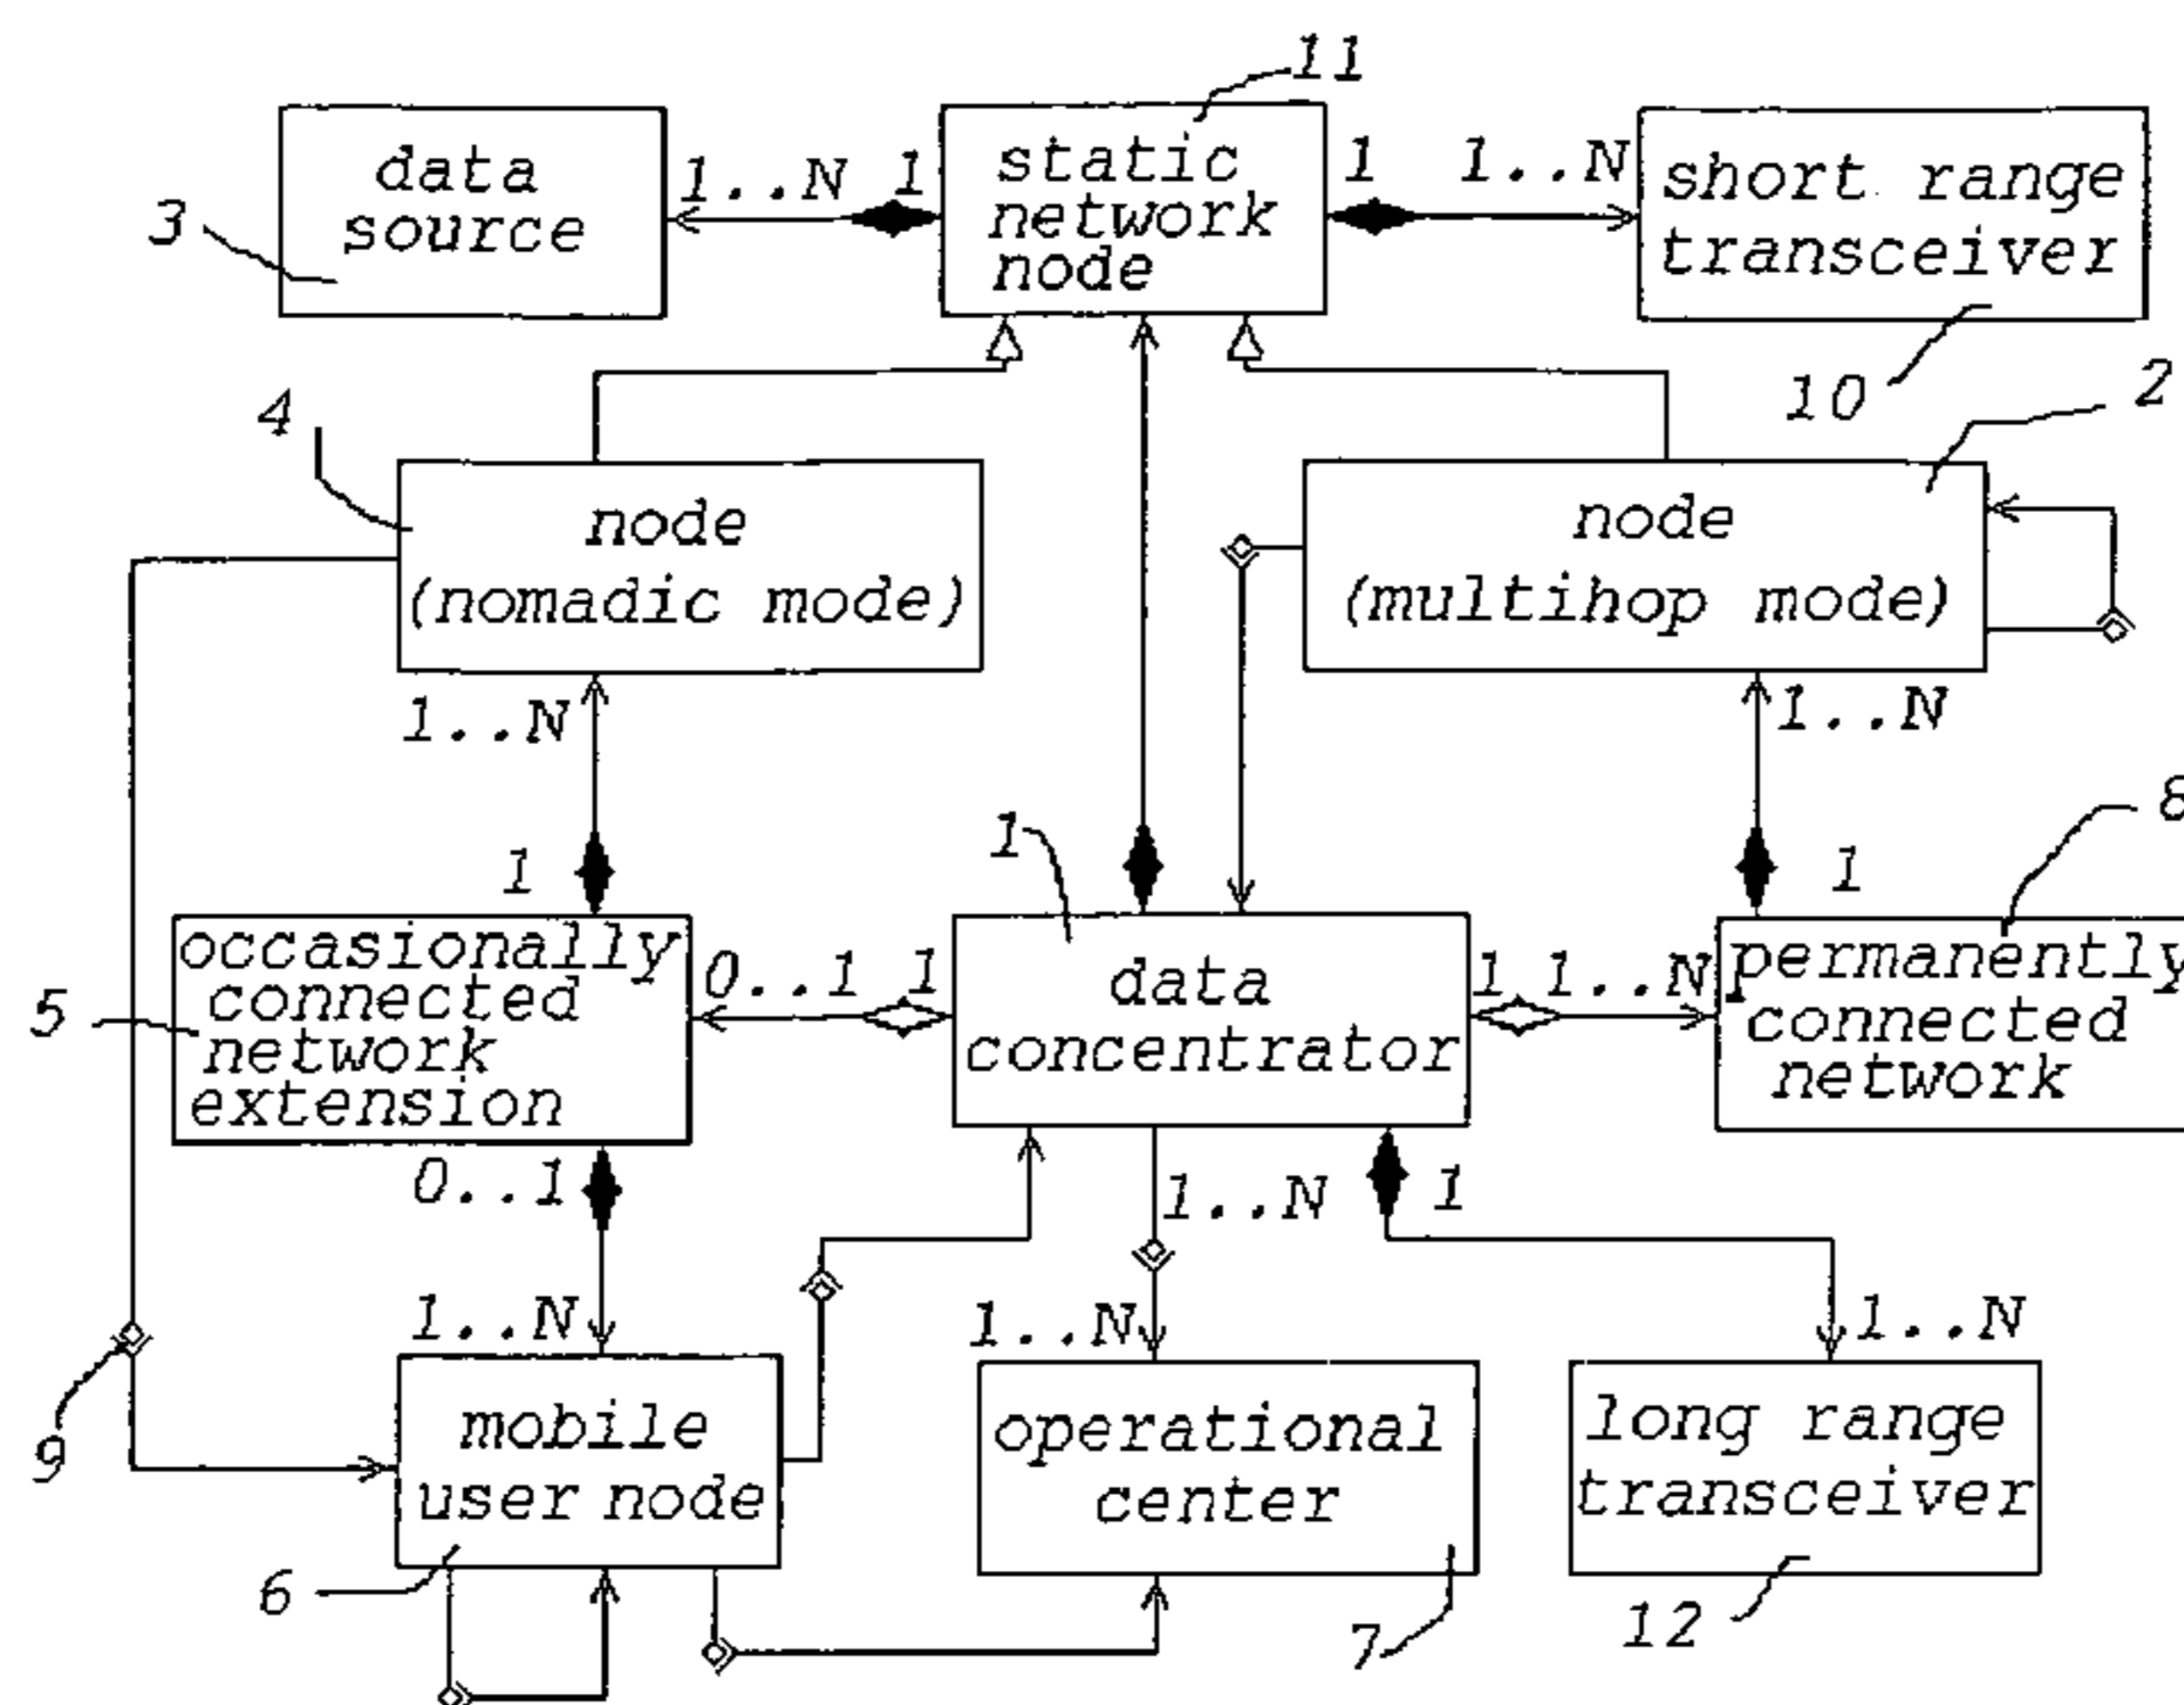 11
data
source
3
1..N
1
static
network
node
1
1..N
short range
transceiver
10
2
4
node
(nomadic mode)
node
(multihop mode)
1..N
1..N
8
1
1
1
occasionally
connected
network
extension
5
0..1
1
data
concentrator
1
1..N
permanently
connected
network
0..1
1..N
1
1..N
1..N
1..N
9
mobile
user node
6
operational
center
7
long range
transceiver
12